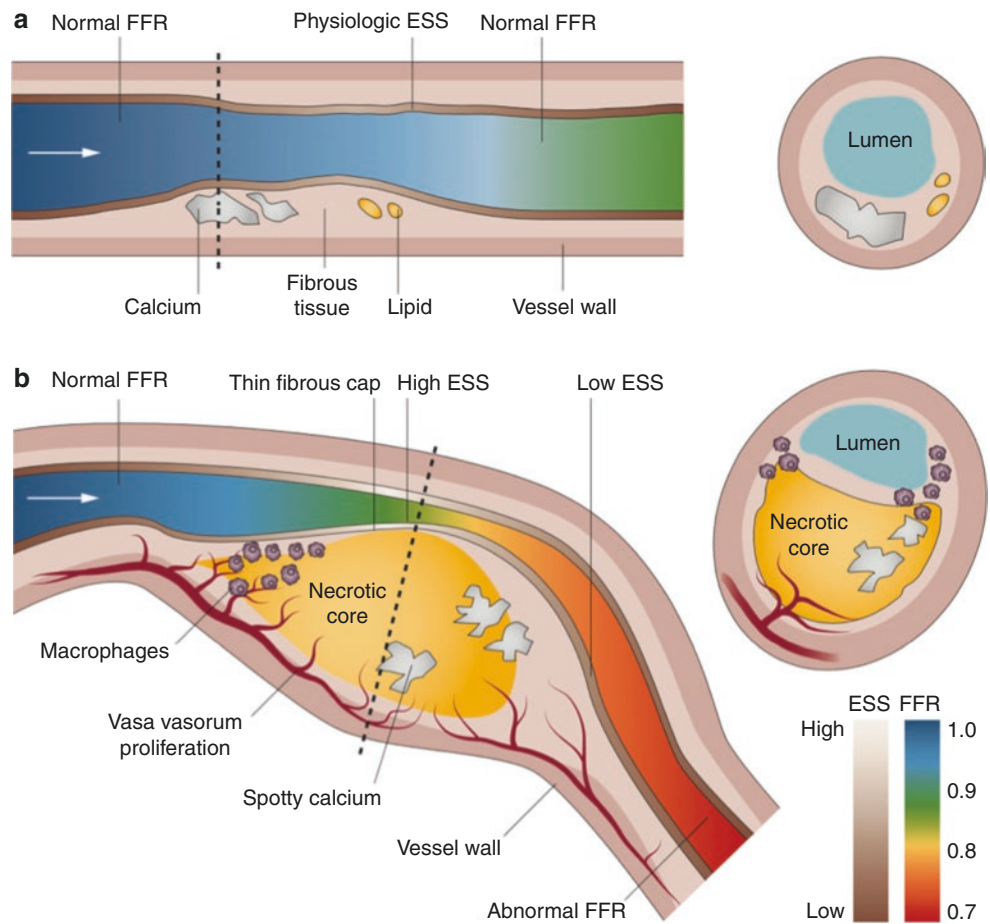 a
Normal FFR
Physiologic ESS
Normal FFR
Lumen
Calcium
Fibrous
tissue
Lipid
Vessel wall
b
Normal FFR
Thin fibrous cap
High ESS
Low ESS
Lumen
Necrotic
core
Necrotic
core
Macrophages
Vasa vasorum
proliferation
Spotty calcium
Vessel wall
Abnormal FFR
ESS
FFR
High
Low
1.0
0.9
0.8
0.7